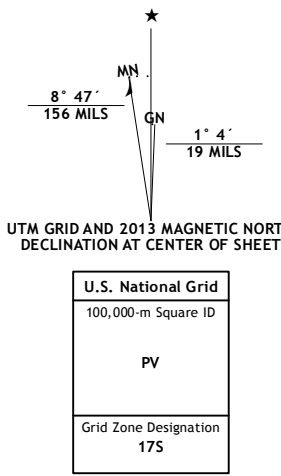 ★
MN
8° 47´
156 MILS
GN
1° 4´
19 MILS
UTM GRID AND 2013 MAGNETIC NORT
DECLINATION AT CENTER OF SHEET
U.S. National Grid
100,000-m Square ID
PV
Grid Zone Designation
17S